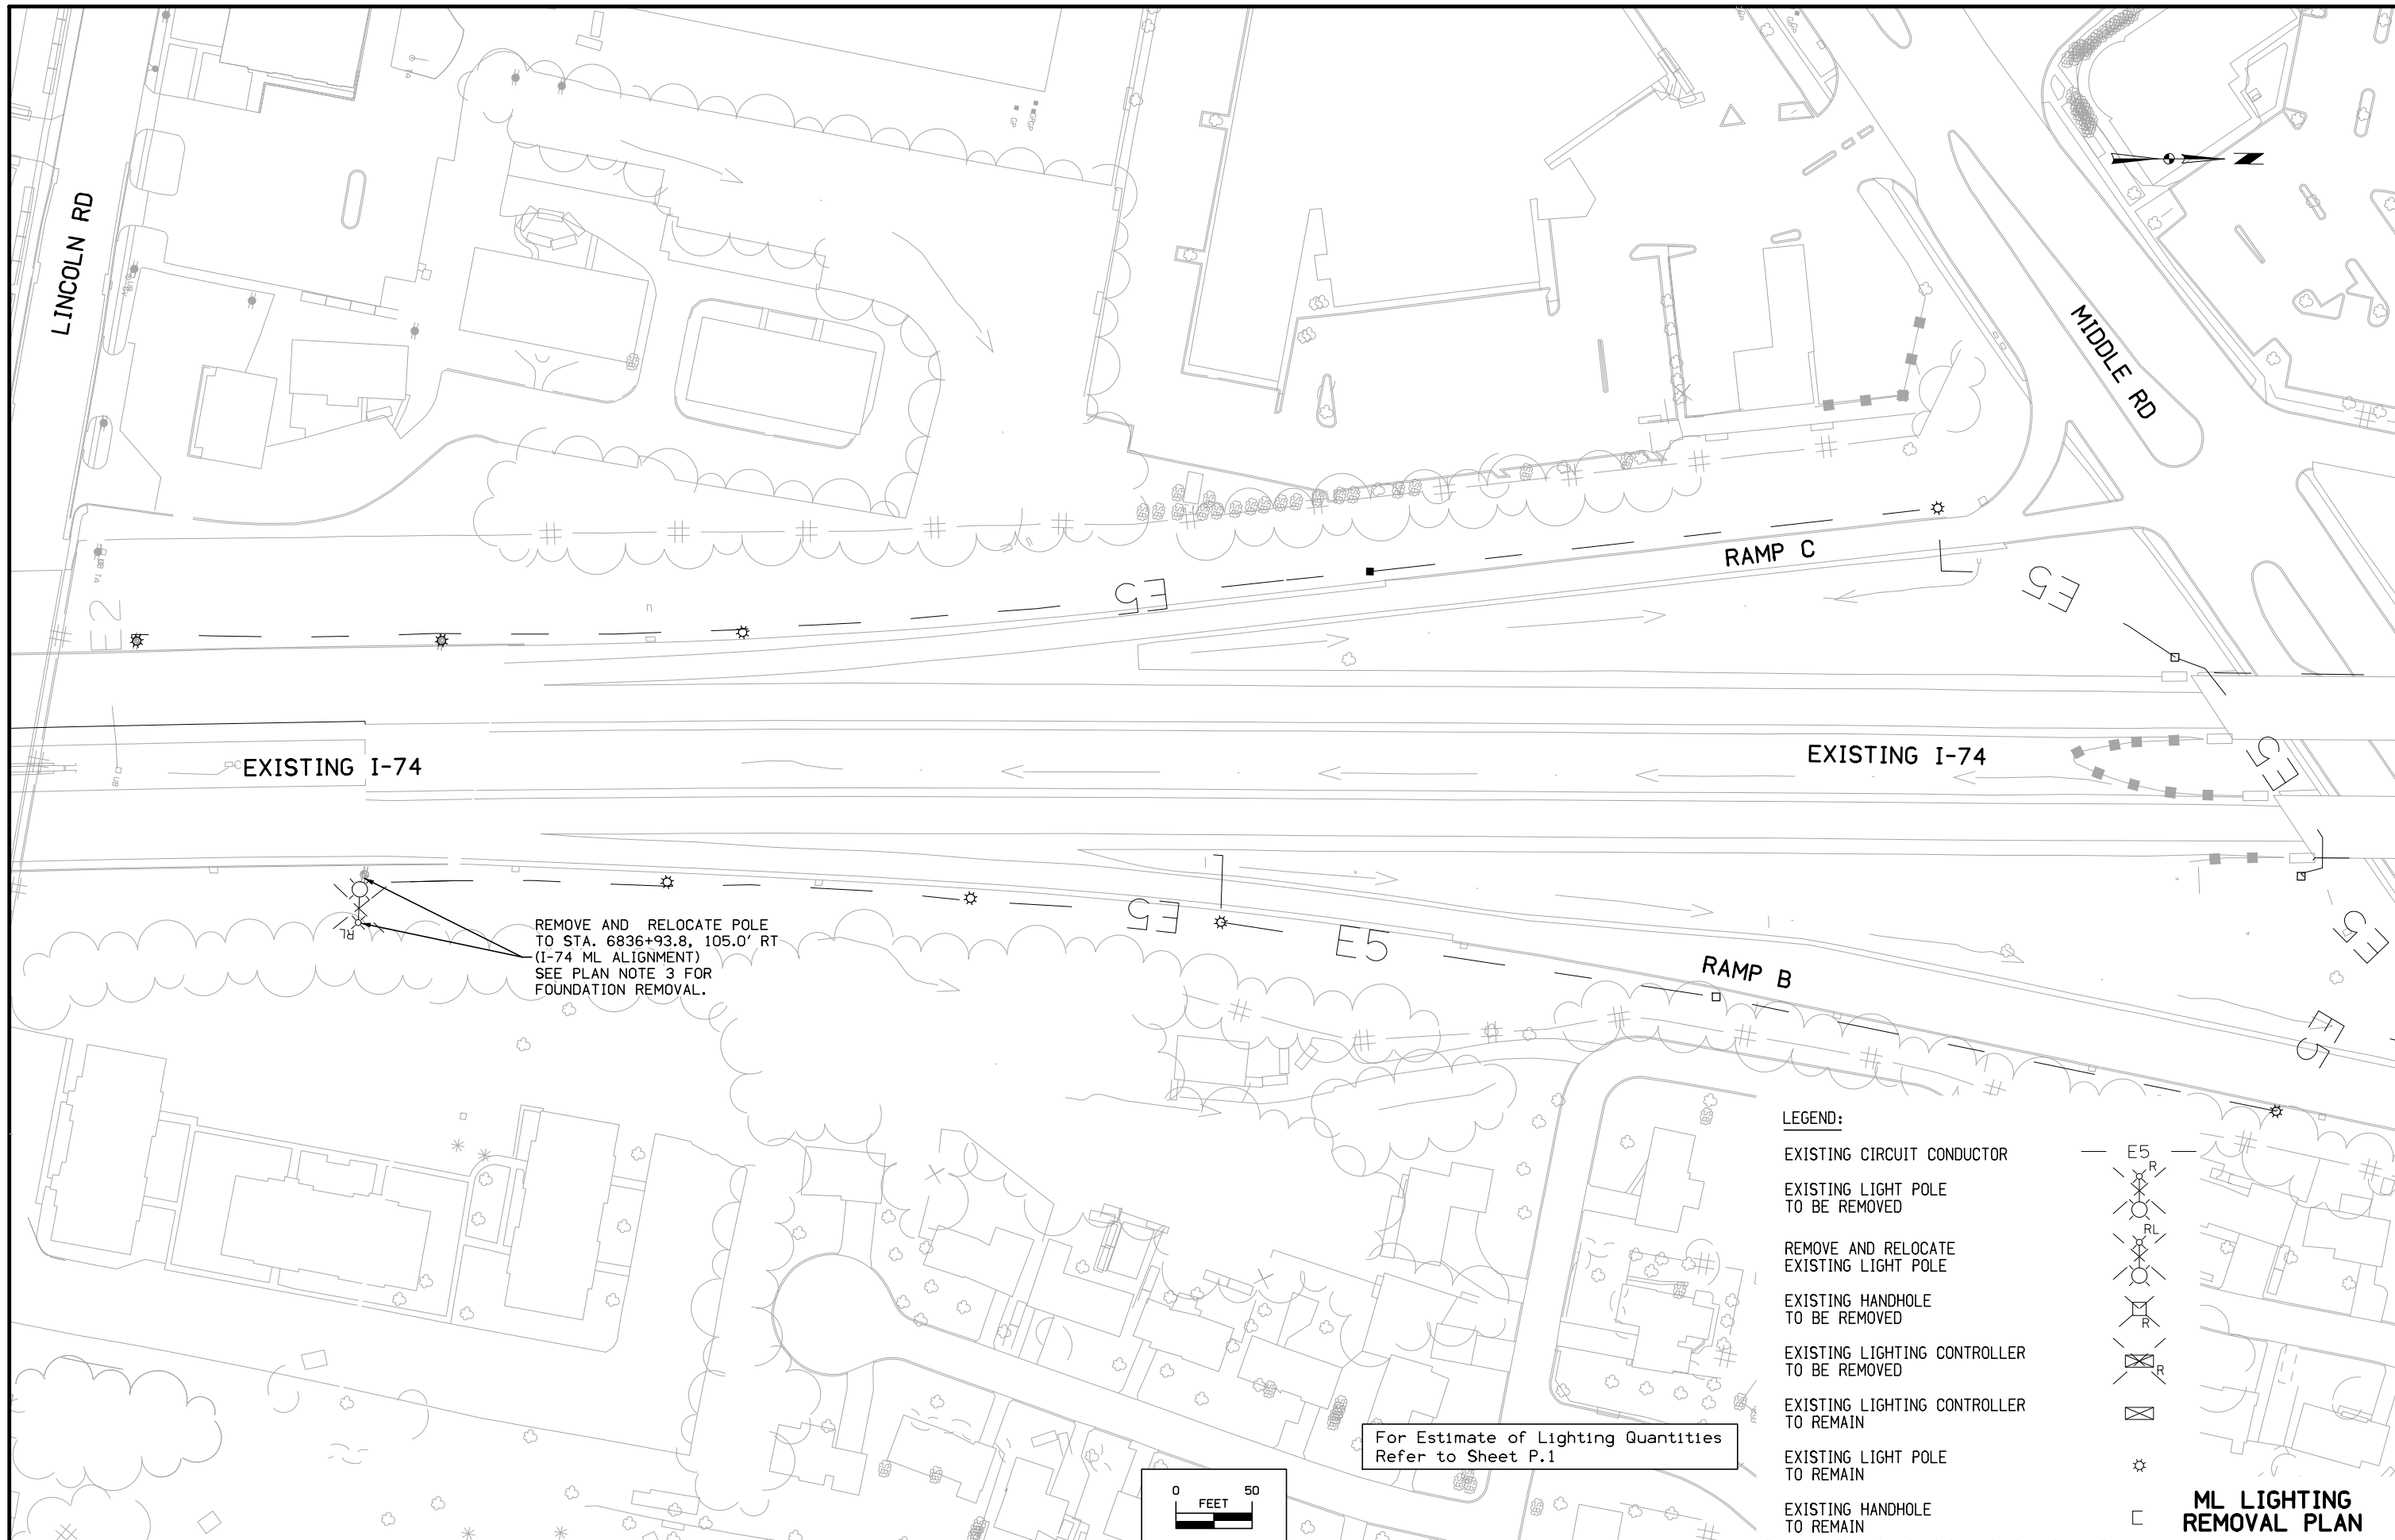 LINCOLN RD
MIDDLE RD
RAMP C
E5
E5
E2
EXISTING I-74
EXISTING I-74
E5
RL
REMOVE AND RELOCATE POLE
TO STA. 6836+93.8, 105.0' RT
(I-74 ML ALIGNMENT)
SEE PLAN NOTE 3 FOR
FOUNDATION REMOVAL.
E5
E5
RAMP B
E5
E5
LEGEND:
EXISTING CIRCUIT CONDUCTOR
E5
EXISTING LIGHT POLE
TO BE REMOVED
R
REMOVE AND RELOCATE
EXISTING LIGHT POLE
RL
EXISTING HANDHOLE
TO BE REMOVED
R
EXISTING LIGHTING CONTROLLER
TO BE REMOVED
R
EXISTING LIGHTING CONTROLLER
TO REMAIN
EXISTING LIGHT POLE
TO REMAIN
EXISTING HANDHOLE
TO REMAIN
For Estimate of Lighting Quantities
Refer to Sheet P.1
0 50
FEET
ML LIGHTING
REMOVAL PLAN